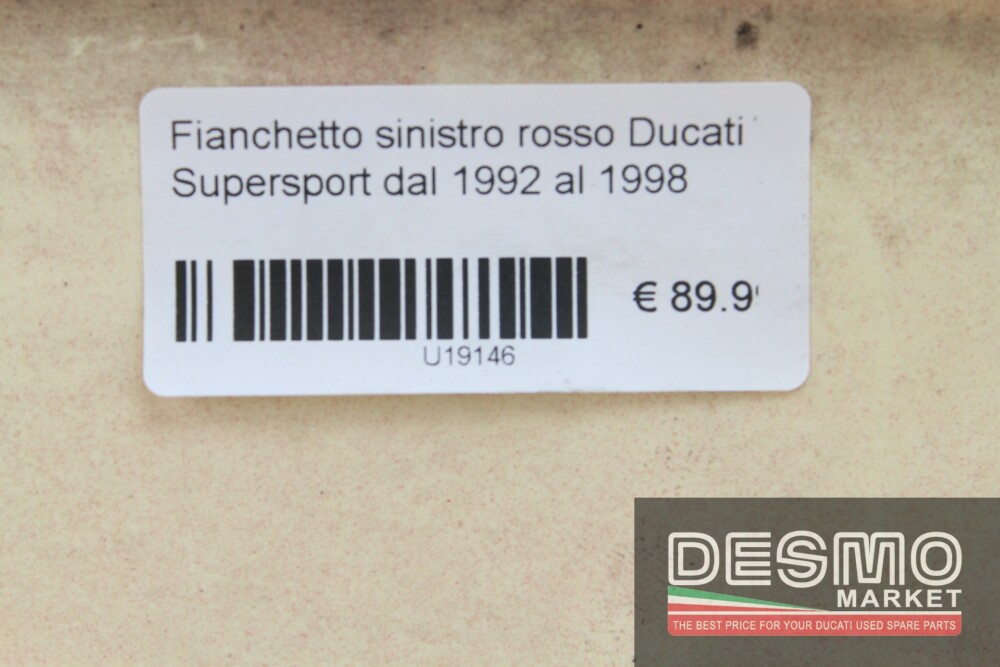 Fianchetto sinistro rosso Ducati
Supersport dal 1992 al 1998
€ 89.9
U19146
DESMO
MARKET
THE BEST PRICE FOR YOUR DUCATI USED SPARE PARTS